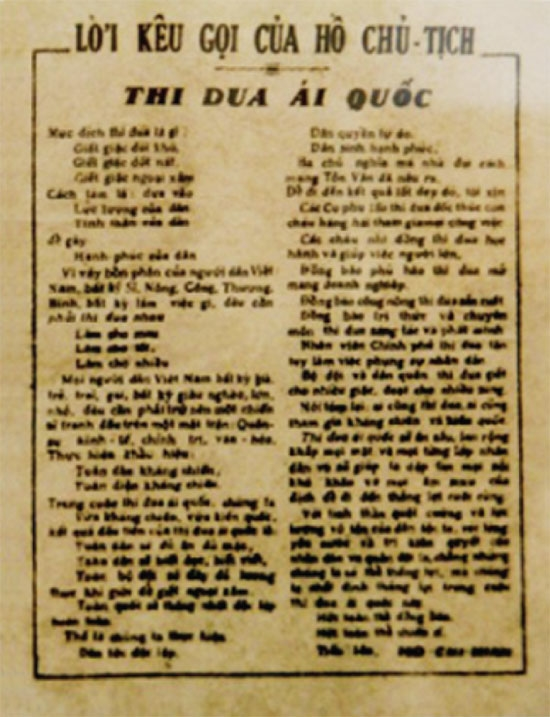 LỜI KÊU GỌI CỦA HỒ CHỦ-TỊCH
THI DUA ÁI QUỐC
Mục đích thi đua là gì:
Giết giặc đói khổ,
Giết giặc dốt nát,
Giết giặc ngoại xâm
Cách làm là: dựa vào
Lực lượng của dân
Tinh thần của dân
để gây
Hạnh phúc của dân
Vì vậy bổn phận của người dân Việt
Nam, bất kỳ Sĩ, Nông, Công, Thương,
Binh, bất kỳ làm việc gì, đều cần
phải thi đua nhau
Làm cho mau
Làm cho tốt,
Làm cho nhiều
Mọi người dân Việt Nam bất kỳ già,
trẻ, trai, gái, bất kỳ giàu nghèo, lớn,
nhỏ, đều cần phải trở nên một chiến
sĩ tranh đấu trên mặt trận: Quân-
sự kinh-tế, chính trị, văn-hóa.
Thực hiện khẩu hiệu:
Toàn dân kháng chiến,
Toàn diện kháng chiến.
Trong cuộc thi đua ái quốc, chúng ta
Vừa kháng chiến, vừa kiến quốc,
kết quả đầu tiên của thi đua ái quốc là:
Toàn dân sẽ đủ ăn đủ mặc,
Toàn dân sẽ biết đọc, biết viết,
Toàn bộ đội sẽ đầy đủ lương
thực khí giới để giết ngoại xâm.
Toàn quốc sẽ thống nhất độc lập
hoàn toàn.
Thế là chúng ta thực hiện
Dân tộc độc lập.
Dân quyền tự do.
Dân sinh hạnh phúc,
Ba chủ nghĩa mà nhà đại cách
mạng Tôn Văn đã nêu ra.
Để đi đến kết quả tốt đẹp đó, tôi xin
Các Cụ phụ lão thi đua đốc thúc con
cháu hăng hái tham gia mọi công việc.
Các cháu nhi đồng thi đua học
hành và giúp việc người lớn,
Đồng bào phú hào thi đua mở
mang doanh nghiệp.
Đồng bào công nông thi đua sản xuất
Đồng bào trí thức và chuyên
môn thi đua sáng tác và phát minh
Nhân viên Chính phủ thi đua tận
tụy làm việc phụng sự nhân dân
Bộ đội và dân quân thi đua giết
cho nhiều giặc, đoạt cho nhiều súng.
Nói tóm lại, ai cũng thi đua, ai cũng
tham gia kháng chiến và kiến quốc.
Thi đua ái quốc sẽ ăn sâu, lan rộng
khắp mọi mặt và mọi từng lớp nhân
dân và sẽ giúp ta dập tan mọi nỗi
khó khăn và mọi âm mưu của
địch để đi đến thắng lợi cuối cùng.
Với tinh thần quật cường và lực
lượng vô tận của dân tộc ta, với lòng
yêu nước và chí kiên quyết của
nhân dân và quân đội ta, chẳng những
chúng ta có thể thắng lợi, mà chúng
ta nhất định thắng lợi trong cuộc
thi đua ái quốc này
Hỡi toàn thể đồng bào.
Hỡi toàn thể chiến sĩ.
Tiến lên.